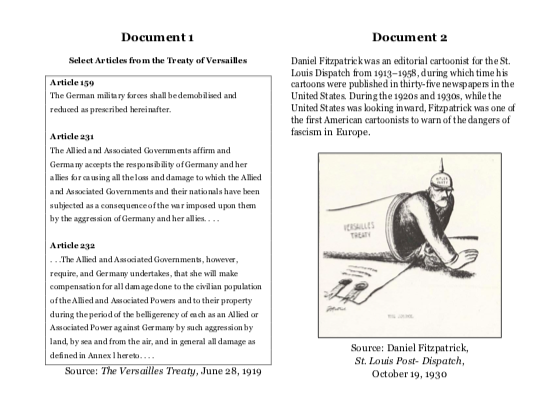 Document 1
Select Articles from the Treaty of Versailles
Article 159
The German military forces shall be demobilised and
reduced as prescribed hereinafter.
Article 231
The Allied and Associated Governments affirm and
Germany accepts the responsibility of Germany and her
allies for causing all the loss and damage to which the Allied
and Associated Governments and their nationals have been
subjected as a consequence of the war imposed upon them
by the aggression of Germany and her allies. . . .
Article 232
. . .The Allied and Associated Governments, however,
require, and Germany undertakes, that she will make
compensation for all damage done to the civilian population
of the Allied and Associated Powers and to their property
during the period of the belligerency of each as an Allied or
Associated Power against Germany by such aggression by
land, by sea and from the air, and in general all damage as
defined in Annex I hereto. . . .
Source: The Versailles Treaty, June 28, 1919
Document 2
Daniel Fitzpatrick was an editorial cartoonist for the St.
Louis Dispatch from 1913–1958, during which time his
cartoons were published in thirty-five newspapers in the
United States. During the 1920s and 1930s, while the
United States was looking inward, Fitzpatrick was one of
the first American cartoonists to warn of the dangers of
fascism in Europe.
VERSAILLES
TREATY
THE SOURCE
Source: Daniel Fitzpatrick,
St. Louis Post- Dispatch,
October 19, 1930